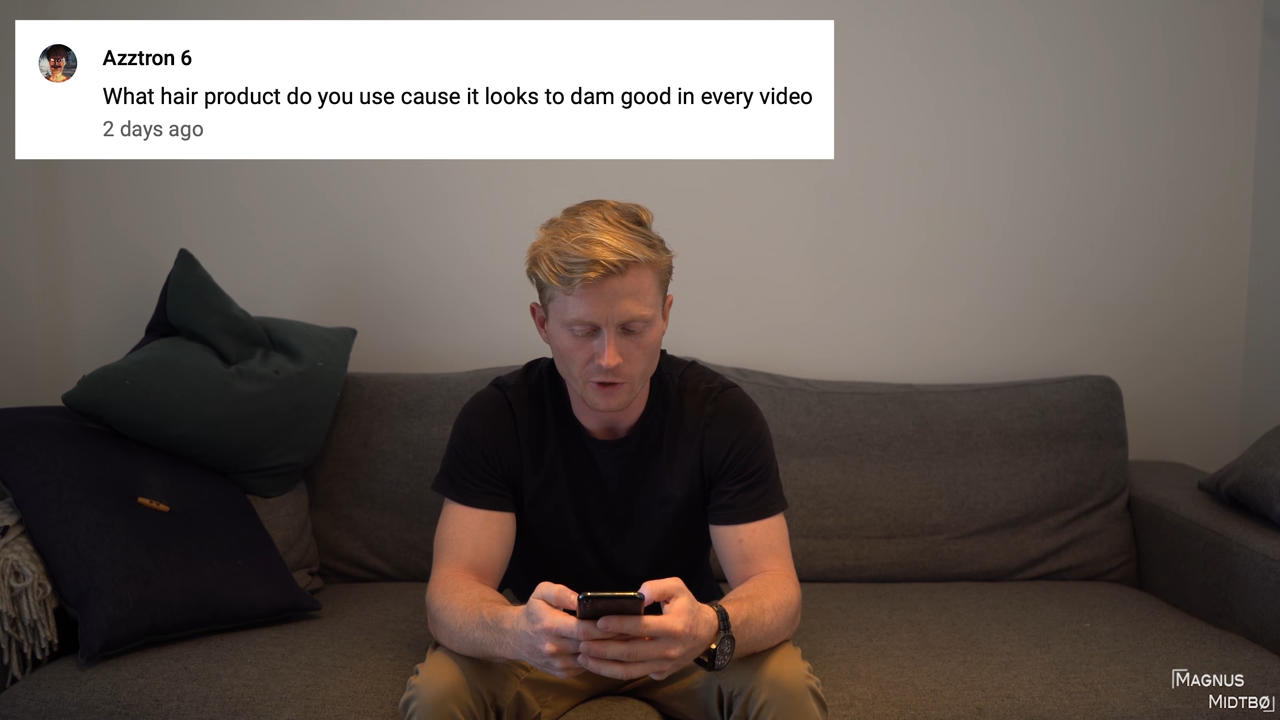 Azztron 6
What hair product do you use cause it looks to dam good in every video
2 days ago
MAGNUS
MIDTBØ